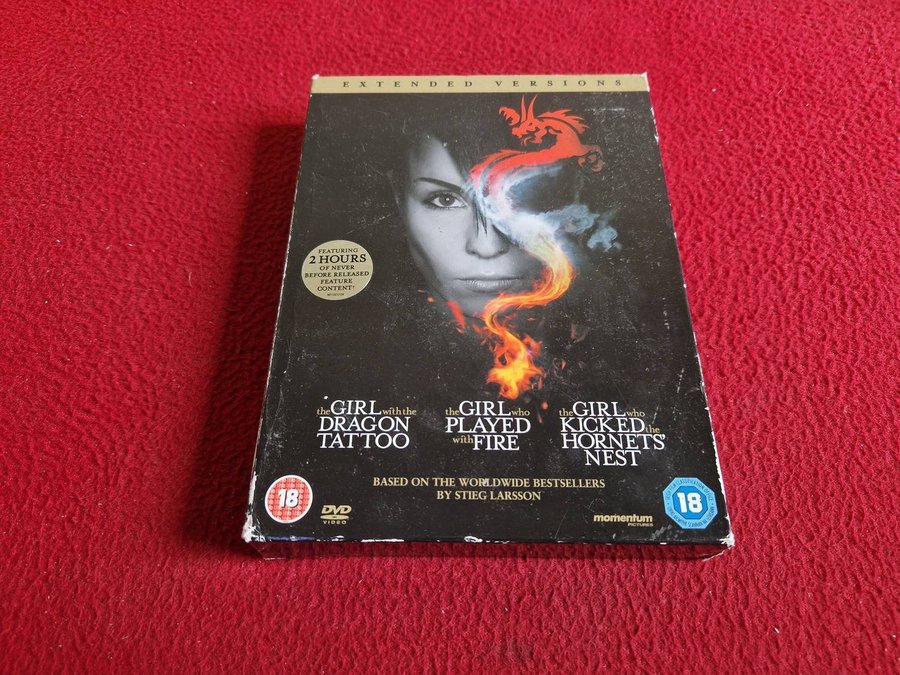 EXTENDED VERSIONS
FEATURING
2 HOURS
OF NEVER
BEFORE RELEASED
FEATURE
CONTENT!
the GIRL with the
DRAGON
TATTOO
the GIRL who
PLAYED
with FIRE
the GIRL who
KICKED the
HORNETS'
NEST
BASED ON THE WORLDWIDE BESTSELLERS
BY STIEG LARSSON
18
DVD
VIDEO
momentum
PICTURES
18